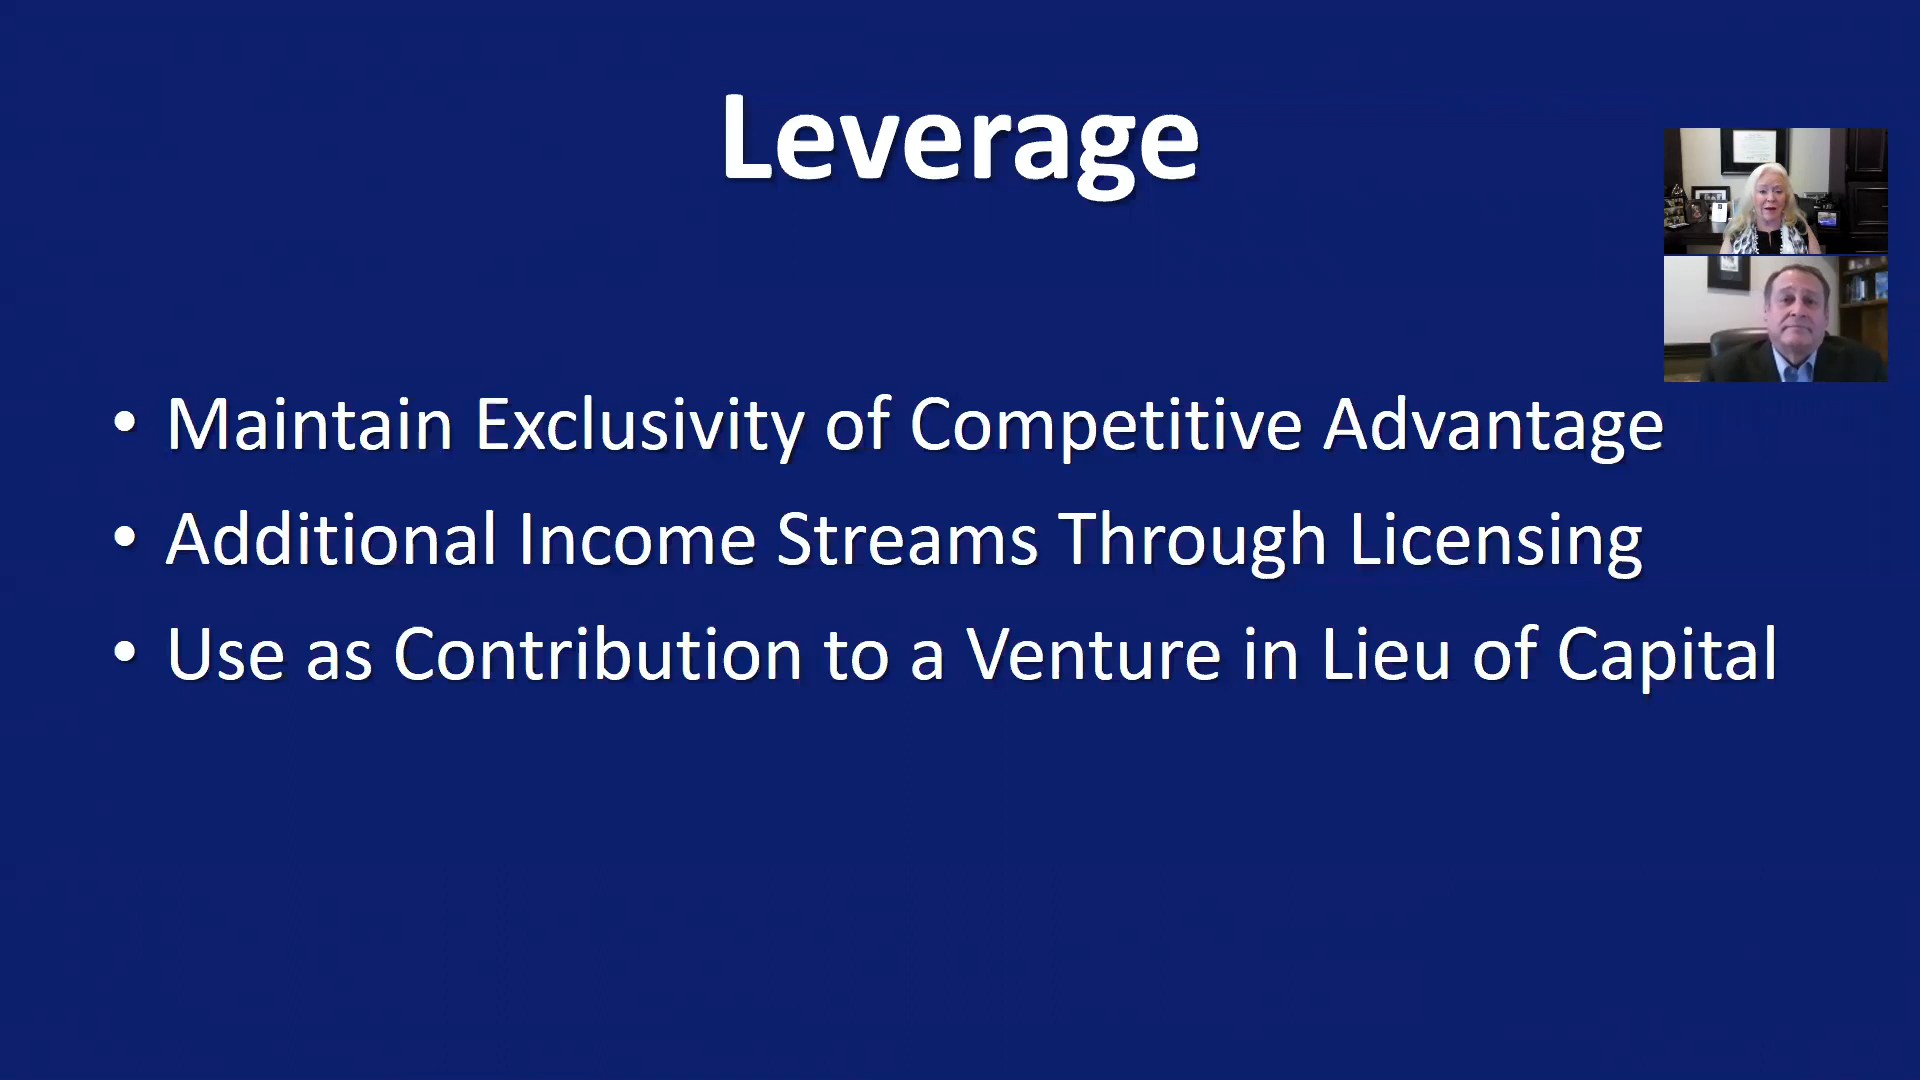 Leverage
• Maintain Exclusivity of Competitive Advantage
• Additional Income Streams Through Licensing
• Use as Contribution to a Venture in Lieu of Capital